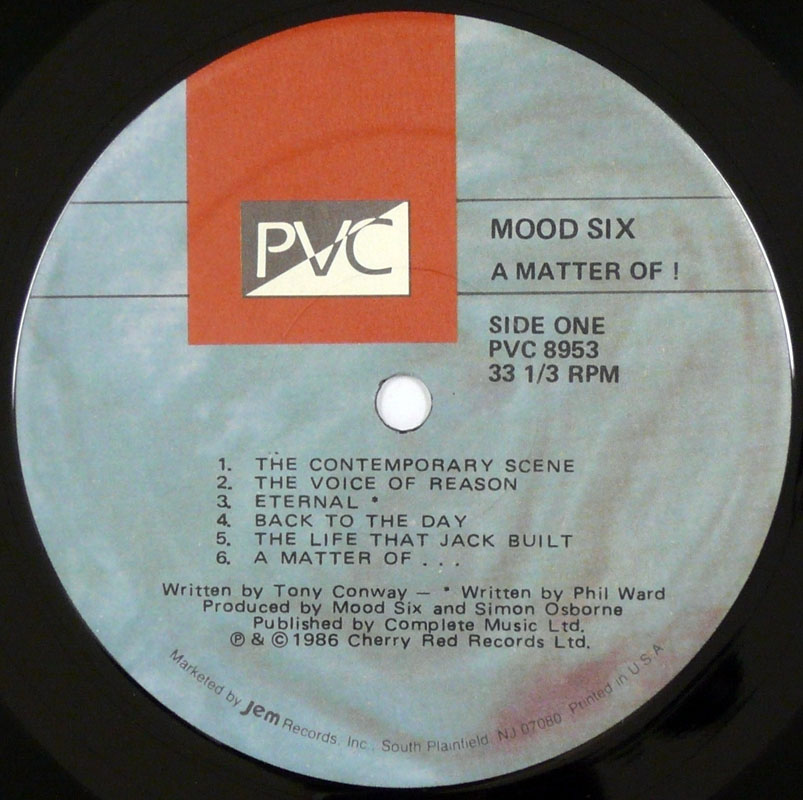 PVC
MOOD SIX
A MATTER OF !
SIDE ONE
PVC 8953
33 1/3 RPM
1. THE CONTEMPORARY SCENE
2. THE VOICE OF REASON
3. ETERNAL *
4. BACK TO THE DAY
5. THE LIFE THAT JACK BUILT
6. A MATTER OF . . .
Written by Tony Conway — * Written by Phil Ward
Produced by Mood Six and Simon Osborne
Published by Complete Music Ltd.
℗ & © 1986 Cherry Red Records Ltd.
Marketed by Jem Records, Inc., South Plainfield NJ 07080 Printed in U.S.A